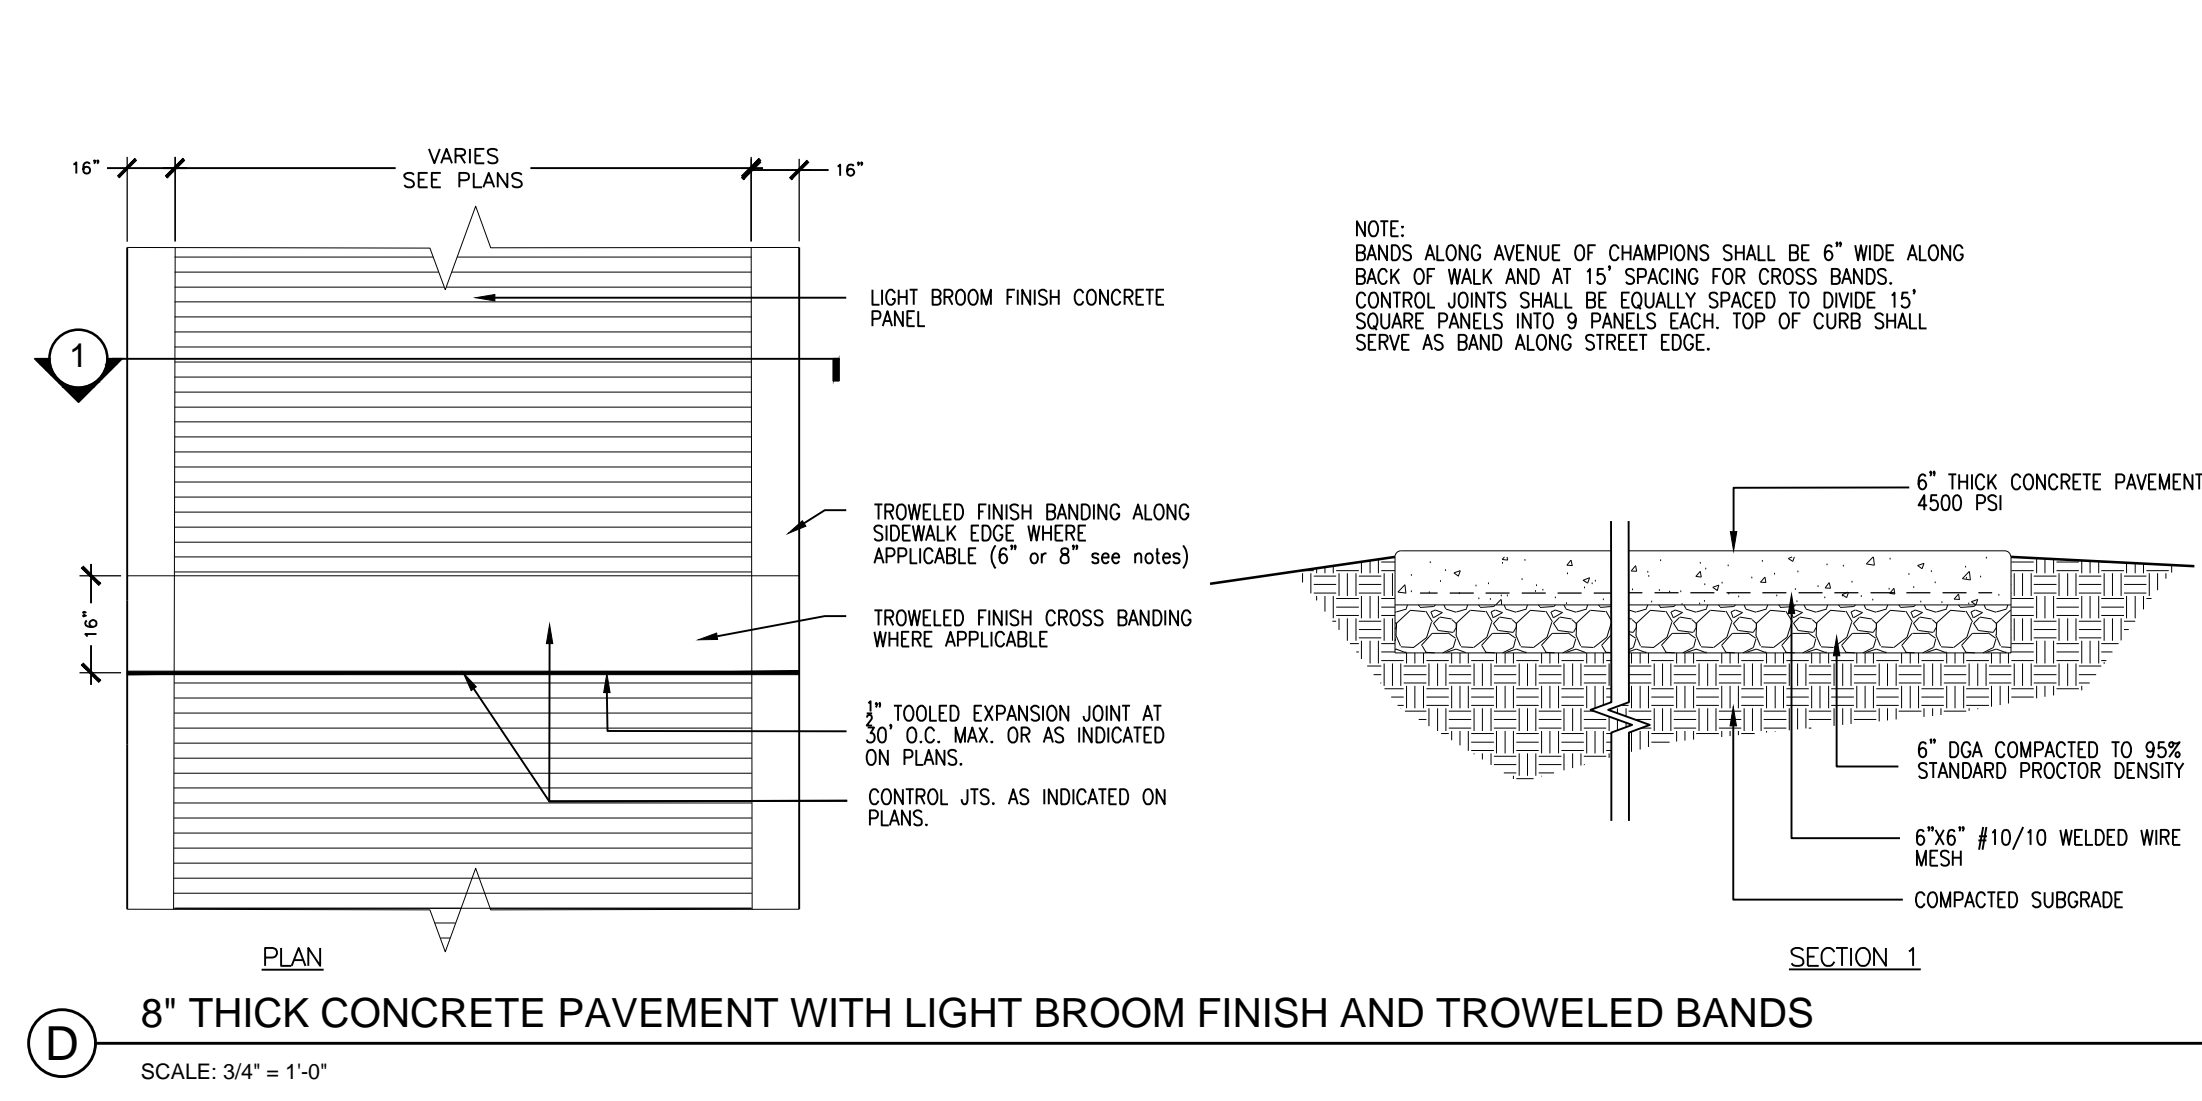 16"
VARIES
SEE PLANS
16"
LIGHT BROOM FINISH CONCRETE
PANEL
1
TROWELED FINISH BANDING ALONG
SIDEWALK EDGE WHERE
APPLICABLE (6" or 8" see notes)
16"
TROWELED FINISH CROSS BANDING
WHERE APPLICABLE
1/2" TOOLED EXPANSION JOINT AT
30' O.C. MAX. OR AS INDICATED
ON PLANS.
CONTROL JTS. AS INDICATED ON
PLANS.
PLAN
NOTE:
BANDS ALONG AVENUE OF CHAMPIONS SHALL BE 6" WIDE ALONG
BACK OF WALK AND AT 15' SPACING FOR CROSS BANDS.
CONTROL JOINTS SHALL BE EQUALLY SPACED TO DIVIDE 15'
SQUARE PANELS INTO 9 PANELS EACH. TOP OF CURB SHALL
SERVE AS BAND ALONG STREET EDGE.
6" THICK CONCRETE PAVEMENT
4500 PSI
6" DGA COMPACTED TO 95%
STANDARD PROCTOR DENSITY
6"X6" #10/10 WELDED WIRE
MESH
COMPACTED SUBGRADE
SECTION 1
D
8" THICK CONCRETE PAVEMENT WITH LIGHT BROOM FINISH AND TROWELED BANDS
SCALE: 3/4" = 1'-0"